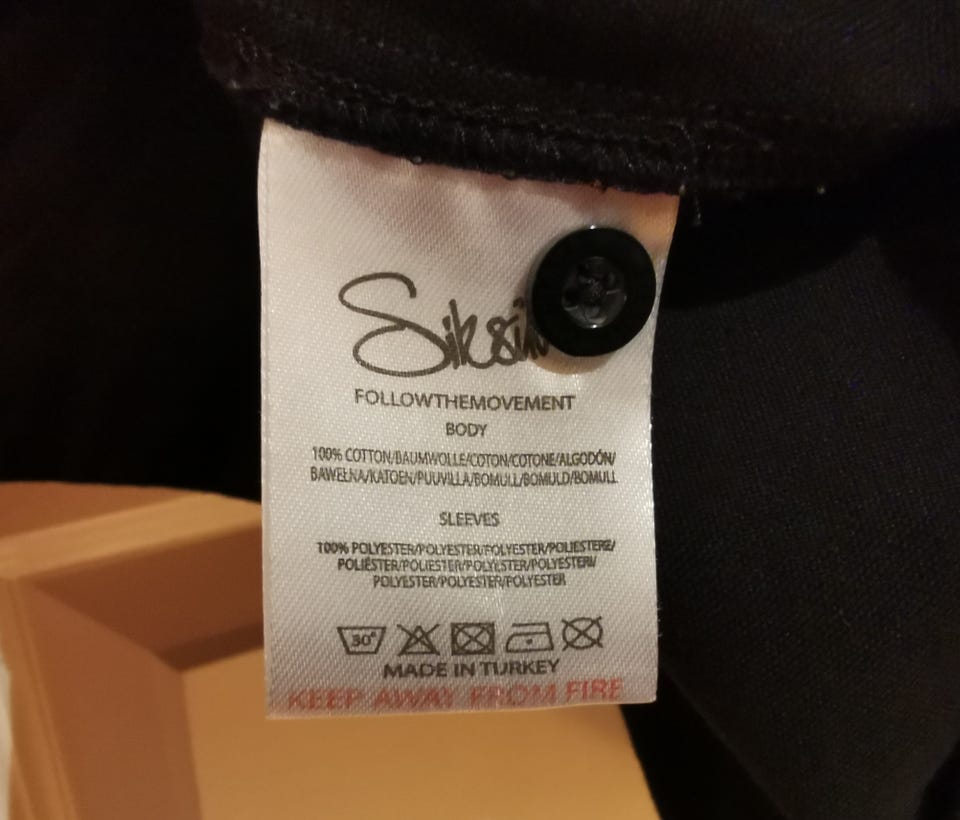 FOLLOWTHEMOVEMENT
BODY
100% COTTON/BAUMWOLLE/COTON/COTONE/ALGODÓN/
BAWEŁNA/KATOEN/PUUVILLA/BOMULL/BOMULD/BOMULL
SLEEVES
100% POLYESTER/POLYESTER/POLYESTER/POLIESTERE/
POLIÉSTER/POLIESTER/POLYESTER/POLYESTERI/
POLYESTER/POLYESTER/POLYESTER
30°
MADE IN TURKEY
KEEP AWAY FROM FIRE